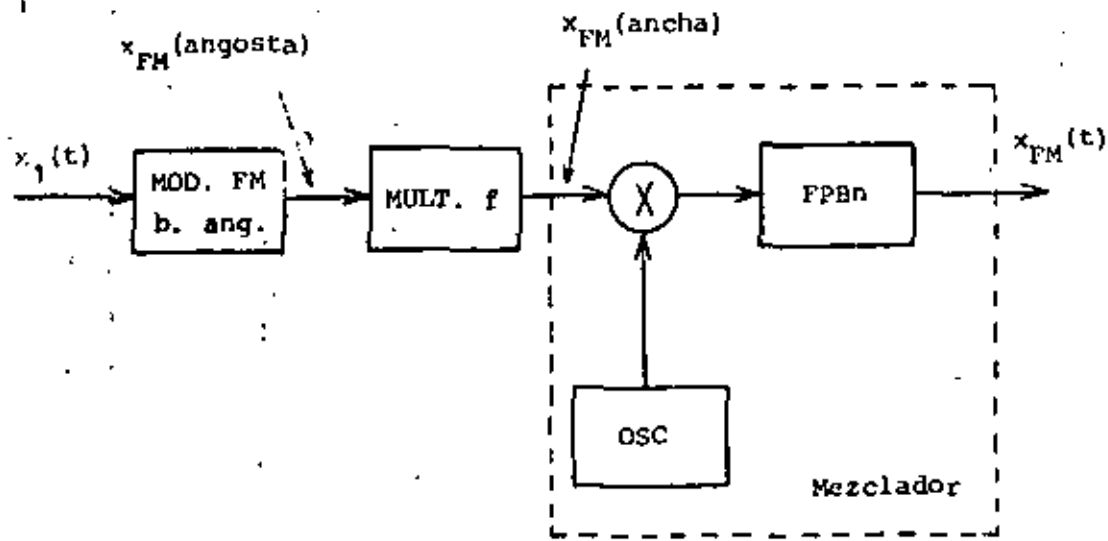 x_FM(angosta)
x_FM(ancha)
x_1(t)
MOD. FM
b. ang.
MULT. f
X
FPBn
x_FM(t)
OSC
Mezclador